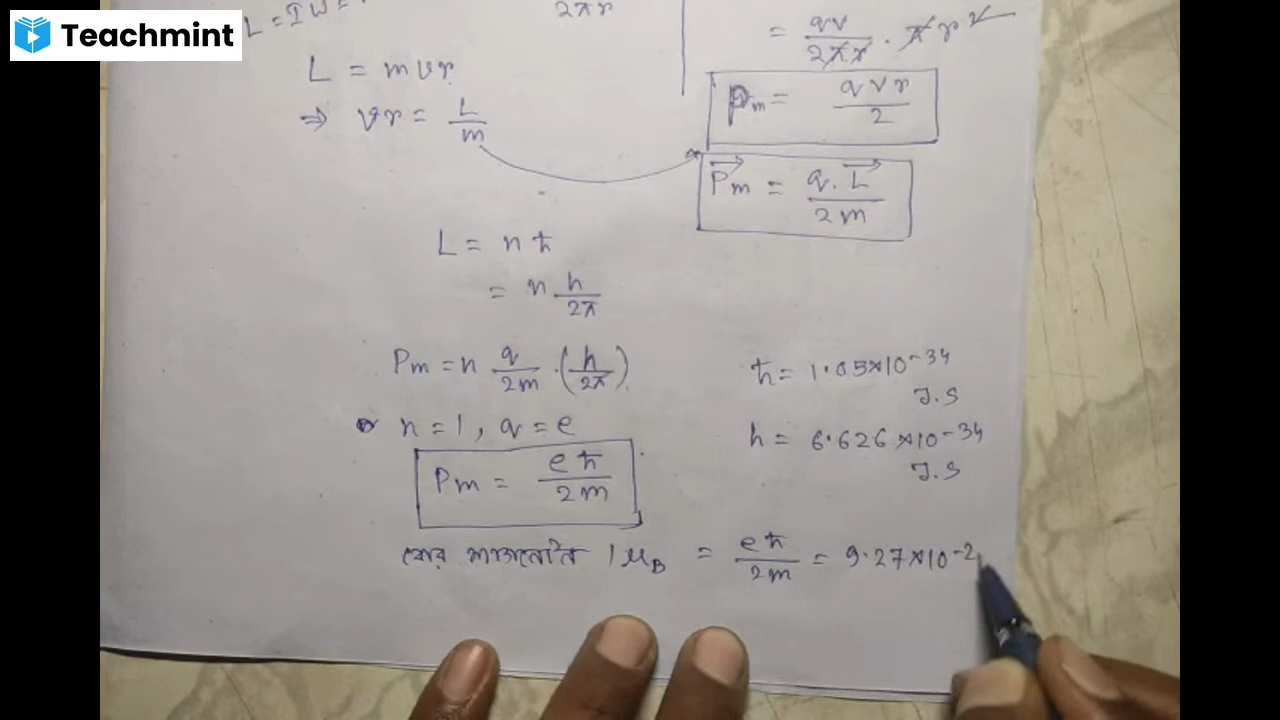 Teachmint
L = I ω =
2πr
L = mvr
⇒ vr = L/m
= qv/2πr · πr²
Pm = qvr/2
P⃗m = q.L⃗/2m
L = nħ
= n h/2π
Pm = n q/2m · (h/2π)
n = 1, q = e
Pm = eħ/2m
ħ = 1.05×10⁻³⁴
J.S
h = 6.626×10⁻³⁴
J.S
বোর ম্যাগনেটন 1μB = eħ/2m = 9.27×10⁻²